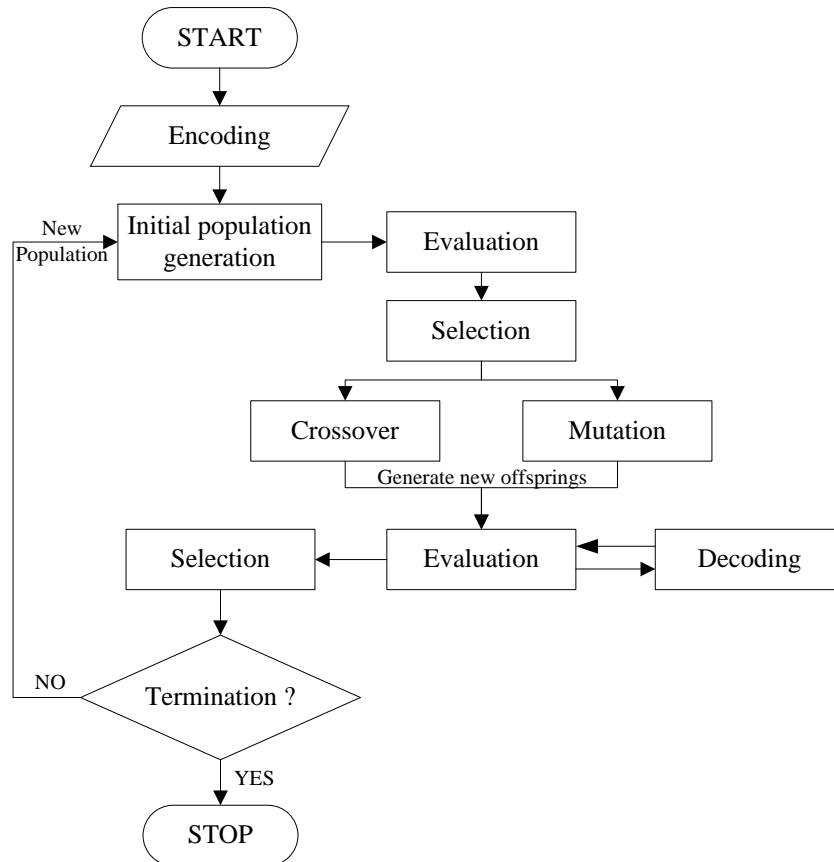 START
Encoding
New
Population
Initial population
generation
Evaluation
Selection
Crossover
Mutation
Generate new offsprings
Selection
Evaluation
Decoding
NO
Termination ?
YES
STOP